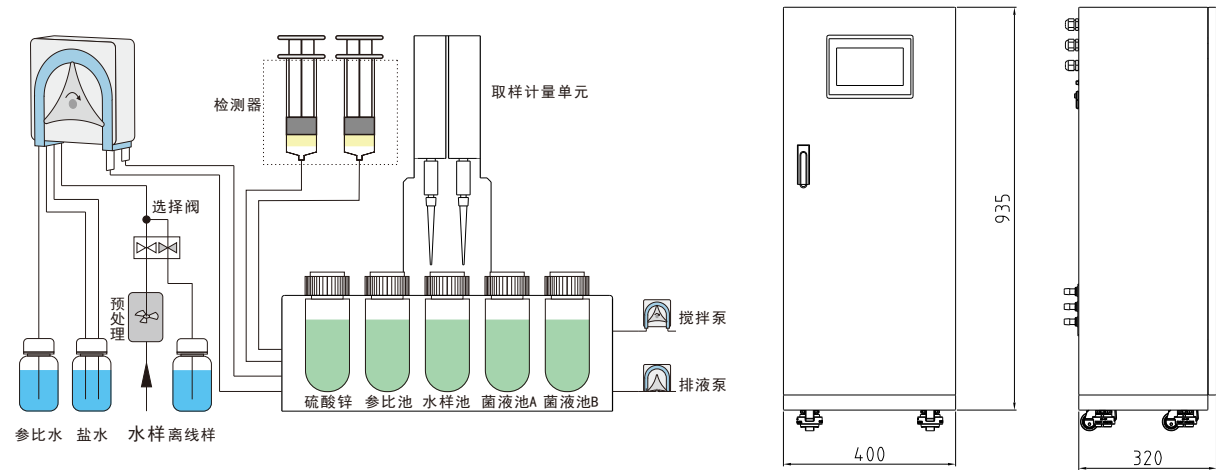 检测器
取样计量单元
选择阀
预处理
搅拌泵
排液泵
硫酸锌 参比池 水样池 菌液池A 菌液池B
参比水 盐水 水样 离线样
935
400
320